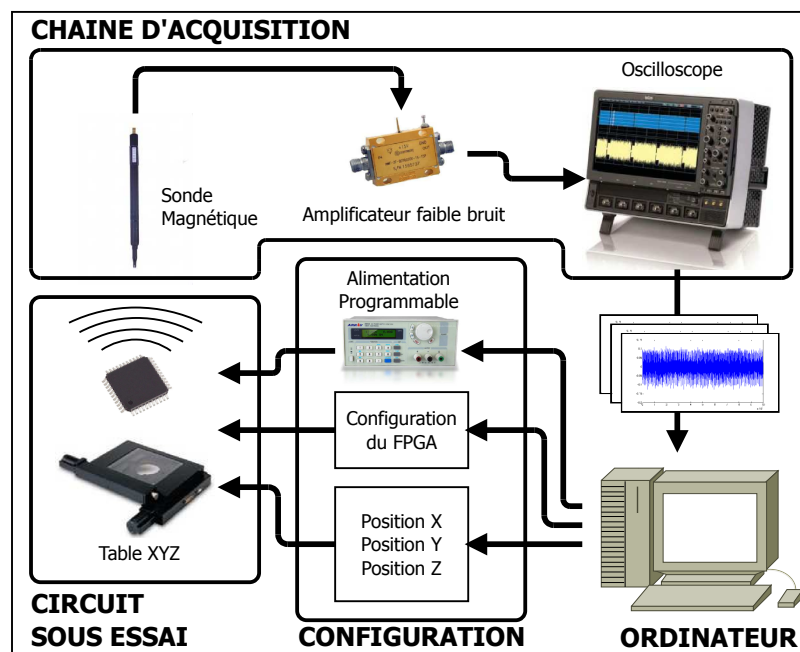 CHAINE D'ACQUISITION
Oscilloscope
Sonde
Magnétique
Amplificateur faible bruit
Alimentation
Programmable
Configuration
du FPGA
Position X
Position Y
Position Z
Table XYZ
CIRCUIT
SOUS ESSAI
CONFIGURATION
ORDINATEUR